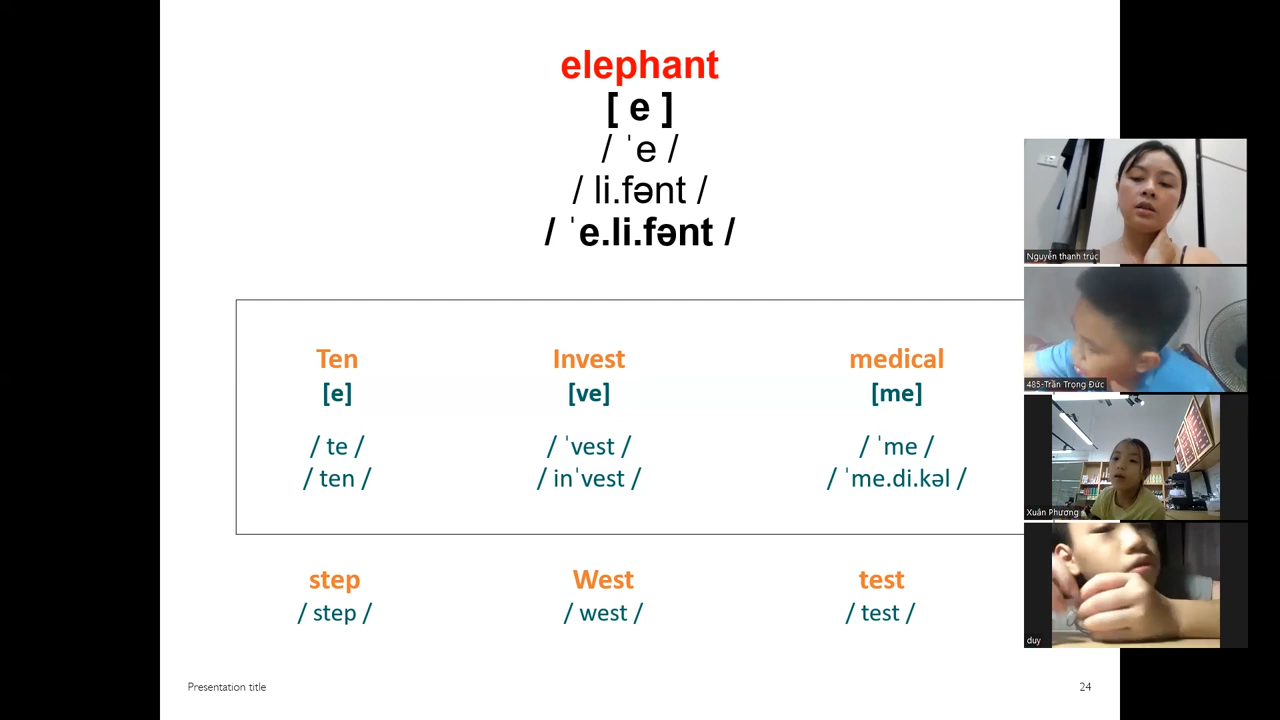 elephant
[ e ]
/ ˈe /
/ li.fənt /
/ ˈe.li.fənt /
Ten Invest medical
[e] [ve] [me]
/ te / / ˈvest / / ˈme /
/ ten / / inˈvest / / ˈme.di.kəl /
step West test
/ step / / west / / test /
Presentation title 24
Nguyễn thanh trúc
485-Trần Trọng Đức
Xuân Phương
duy